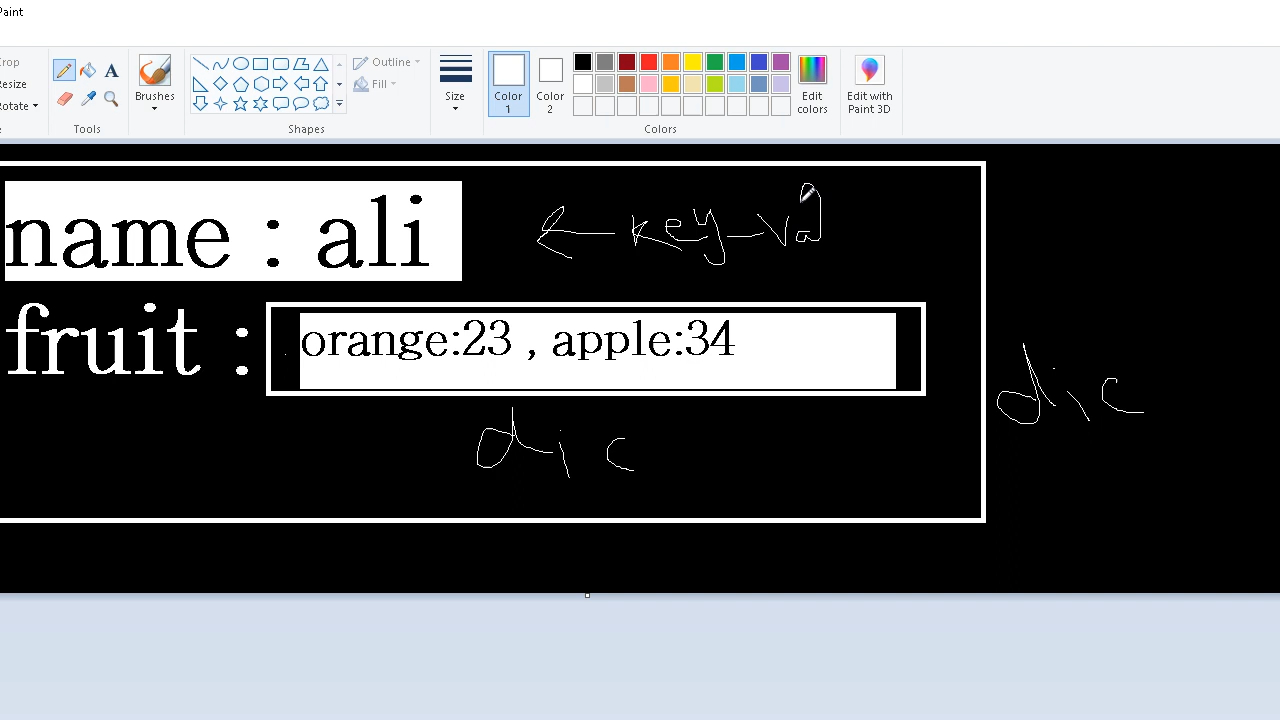 Paint
Crop
Resize
Rotate
Tools
Brushes
Outline
Fill
Shapes
Size
Color
1
Color
2
Edit
colors
Edit with
Paint 3D
Colors
name : ali
← key - val
fruit :
orange:23 , apple:34
dic
dic